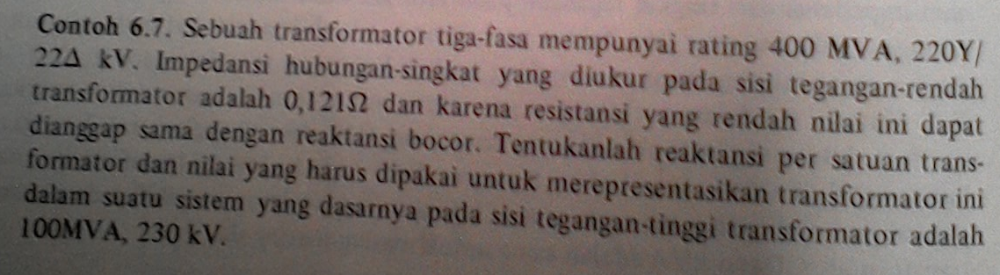 Contoh 6.7. Sebuah transformator tiga-fasa mempunyai rating 400 MVA, 220Y/
22Δ kV. Impedansi hubungan-singkat yang diukur pada sisi tegangan-rendah
transformator adalah 0,121Ω dan karena resistansi yang rendah nilai ini dapat
dianggap sama dengan reaktansi bocor. Tentukanlah reaktansi per satuan trans-
formator dan nilai yang harus dipakai untuk merepresentasikan transformator ini
dalam suatu sistem yang dasarnya pada sisi tegangan-tinggi transformator adalah
100MVA, 230 kV.